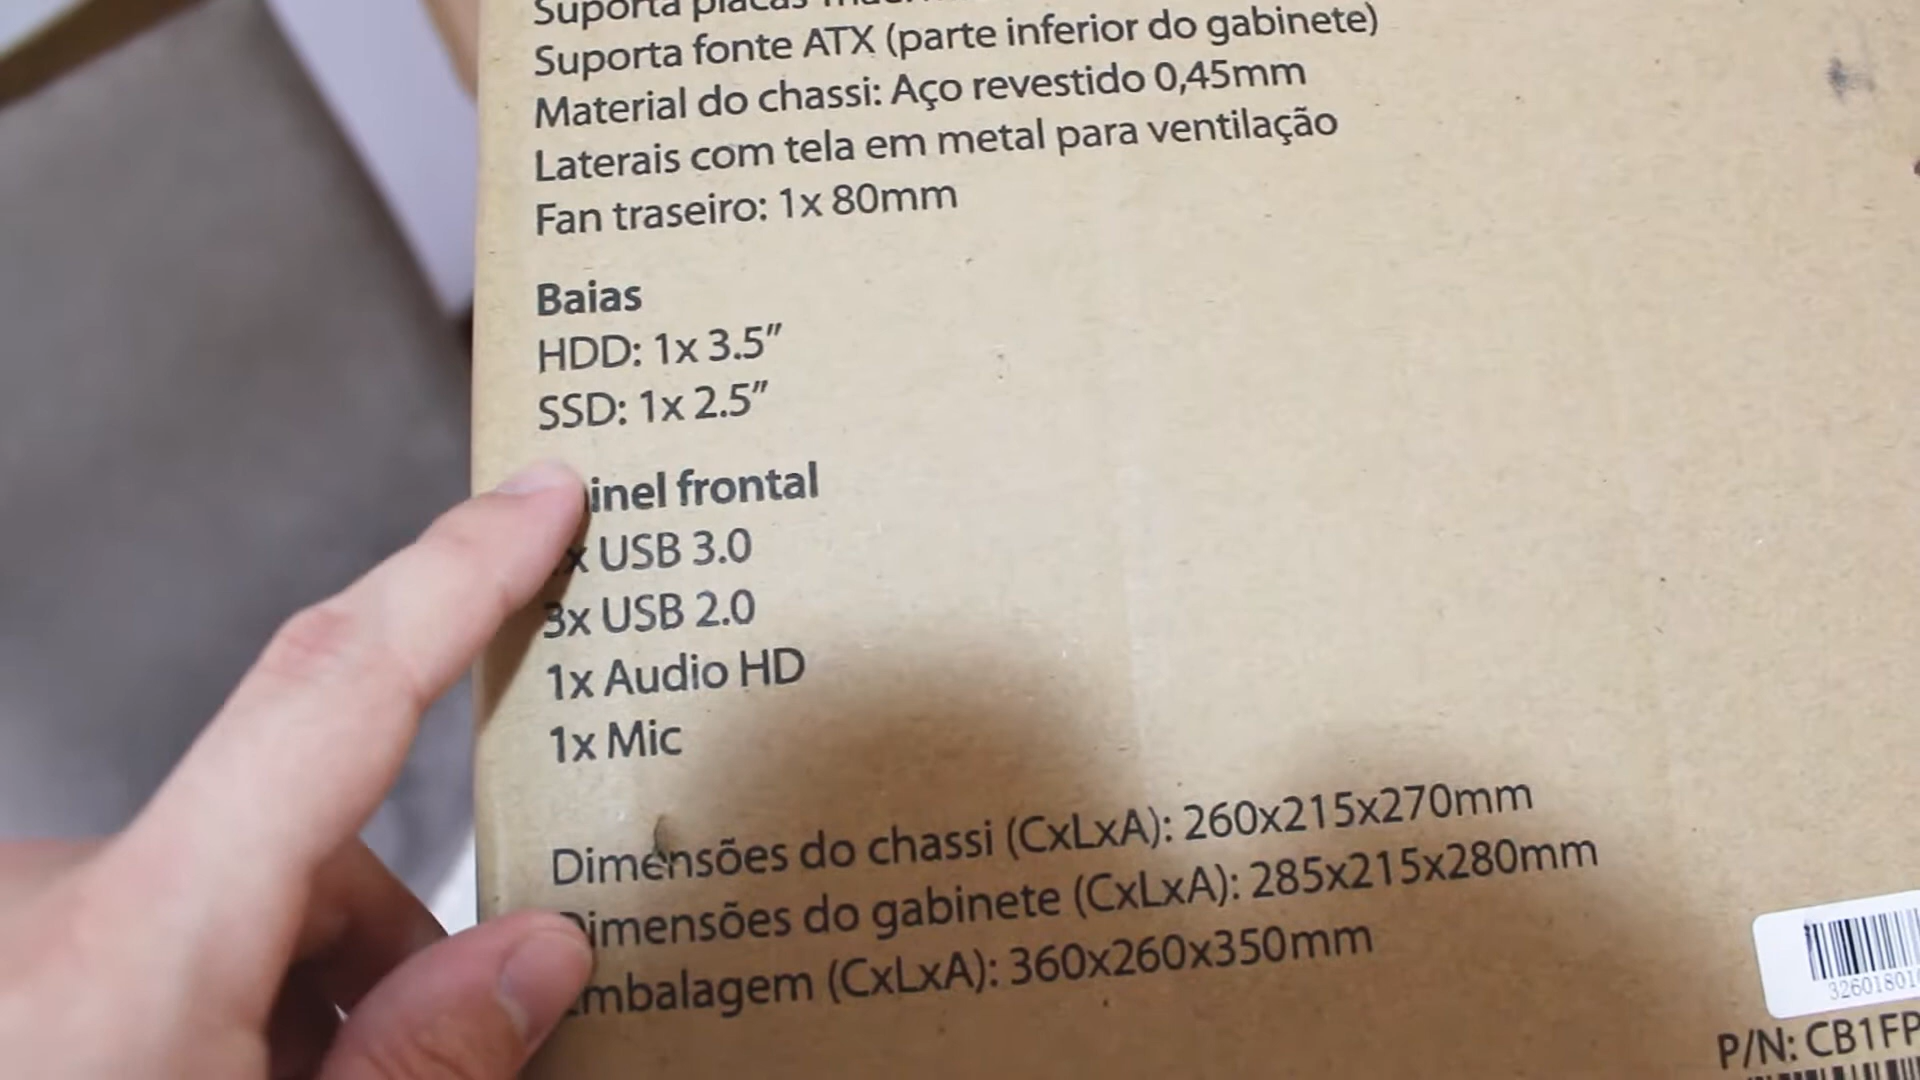 Suporta placas
Suporta fonte ATX (parte inferior do gabinete)
Material do chassi: Aço revestido 0,45mm
Laterais com tela em metal para ventilação
Fan traseiro: 1x 80mm
Baias
HDD: 1x 3.5”
SSD: 1x 2.5”
inel frontal
x USB 3.0
3x USB 2.0
1x Audio HD
1x Mic
Dimensões do chassi (CxLxA): 260x215x270mm
Dimensões do gabinete (CxLxA): 285x215x280mm
mbalagem (CxLxA): 360x260x350mm
3260180
P/N: CB1FP